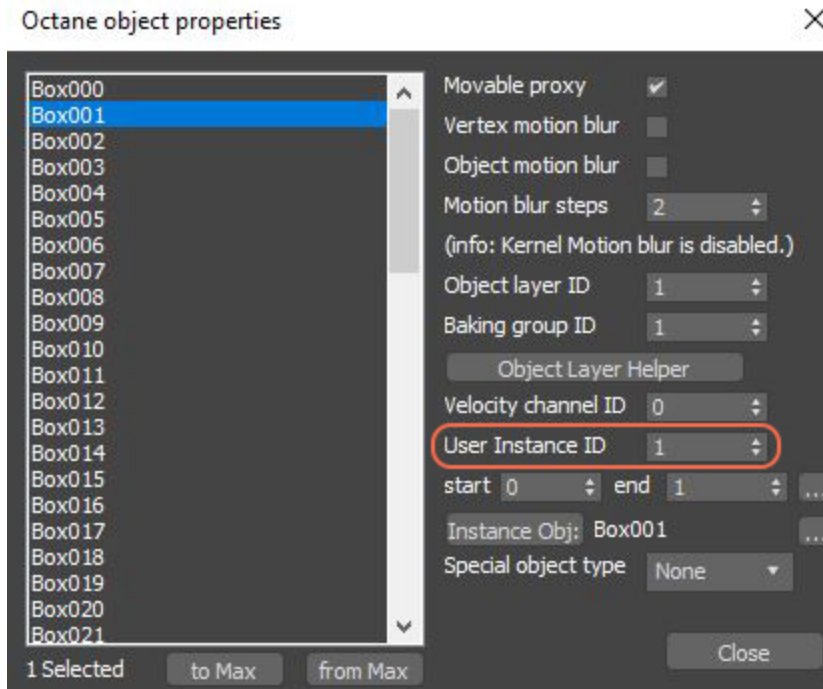 Octane object properties
Box000
Box001
Box002
Box003
Box004
Box005
Box006
Box007
Box008
Box009
Box010
Box011
Box012
Box013
Box014
Box015
Box016
Box017
Box018
Box019
Box020
Box021
1 Selected
to Max
from Max
Movable proxy
Vertex motion blur
Object motion blur
Motion blur steps 2
(info: Kernel Motion blur is disabled.)
Object layer ID 1
Baking group ID 1
Object Layer Helper
Velocity channel ID 0
User Instance ID 1
start 0 end 1 ...
Instance Obj: Box001 ...
Special object type None
Close